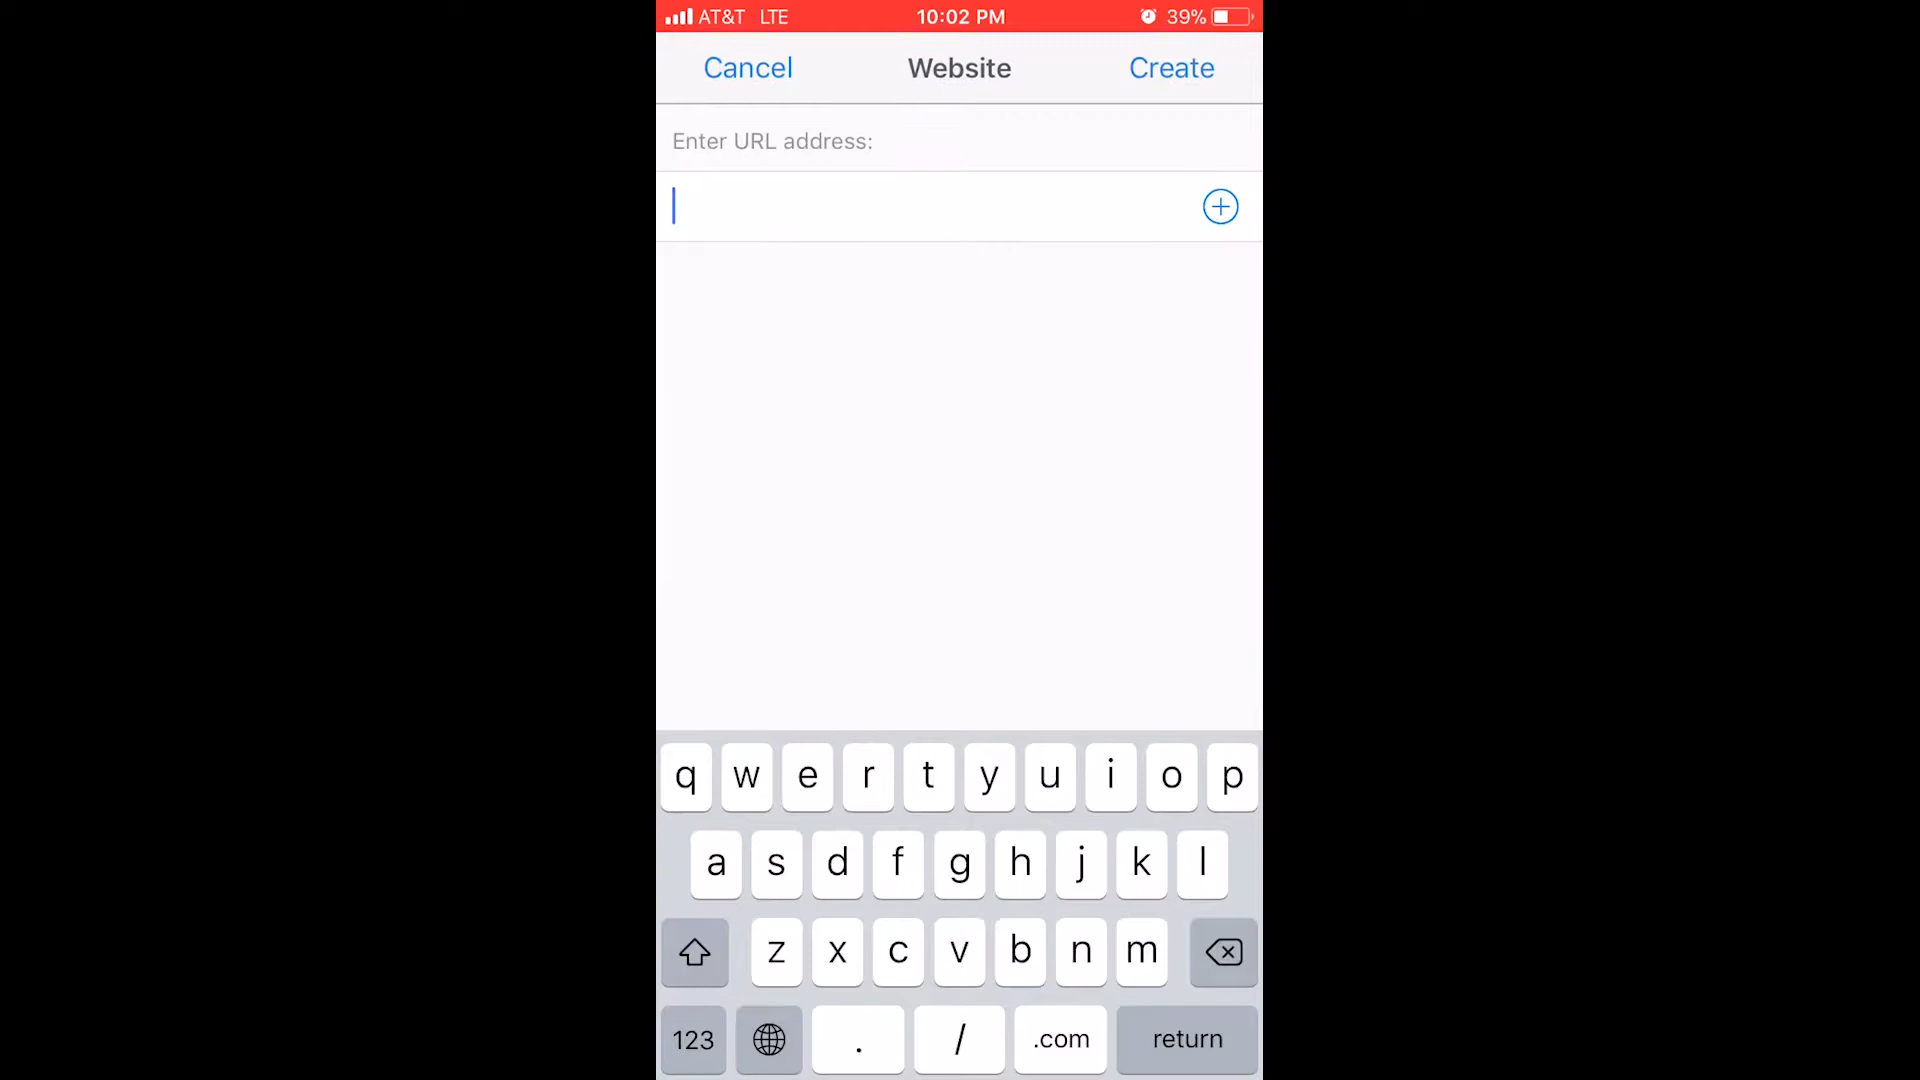 AT&T LTE 10:02 PM 39%
Cancel Website Create
Enter URL address:
q w e r t y u i o p
a s d f g h j k l
z x c v b n m
123 . / .com return